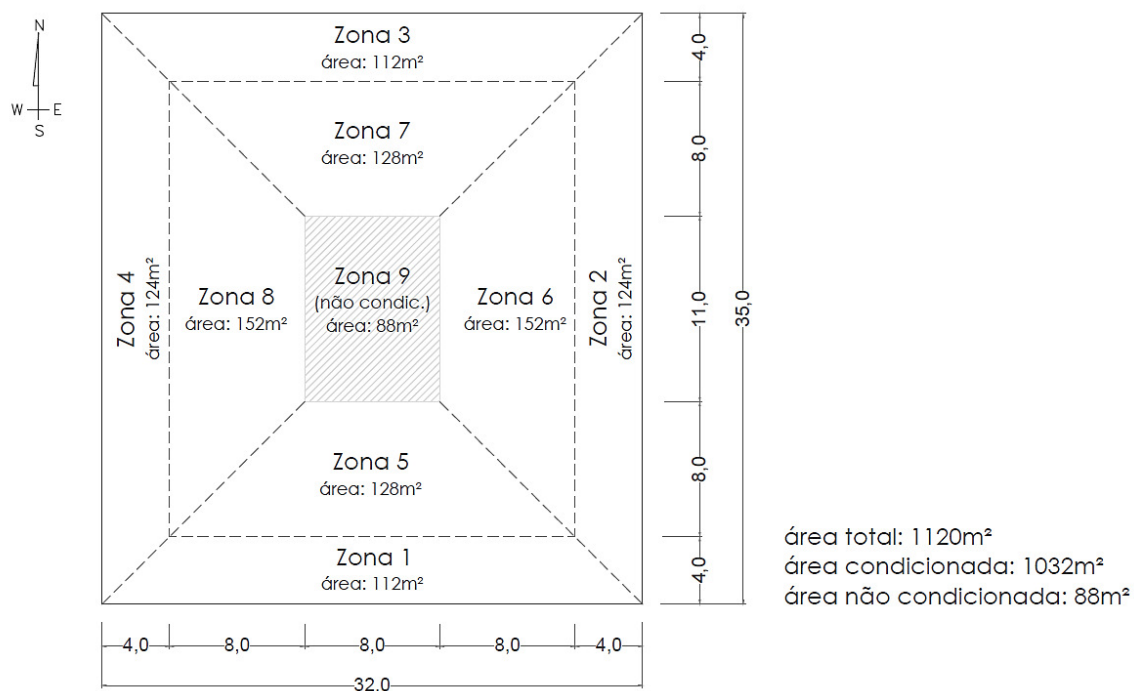 N
W E
S
Zona 3
área: 112m²
Zona 7
área: 128m²
Zona 4
área: 124m²
Zona 8
área: 152m²
Zona 9
(não condic.)
área: 88m²
Zona 6
área: 152m²
Zona 2
área: 124m²
Zona 5
área: 128m²
Zona 1
área: 112m²
4,0
8,0
11,0
8,0
4,0
35,0
4,0 8,0 8,0 8,0 4,0
32,0
área total: 1120m²
área condicionada: 1032m²
área não condicionada: 88m²